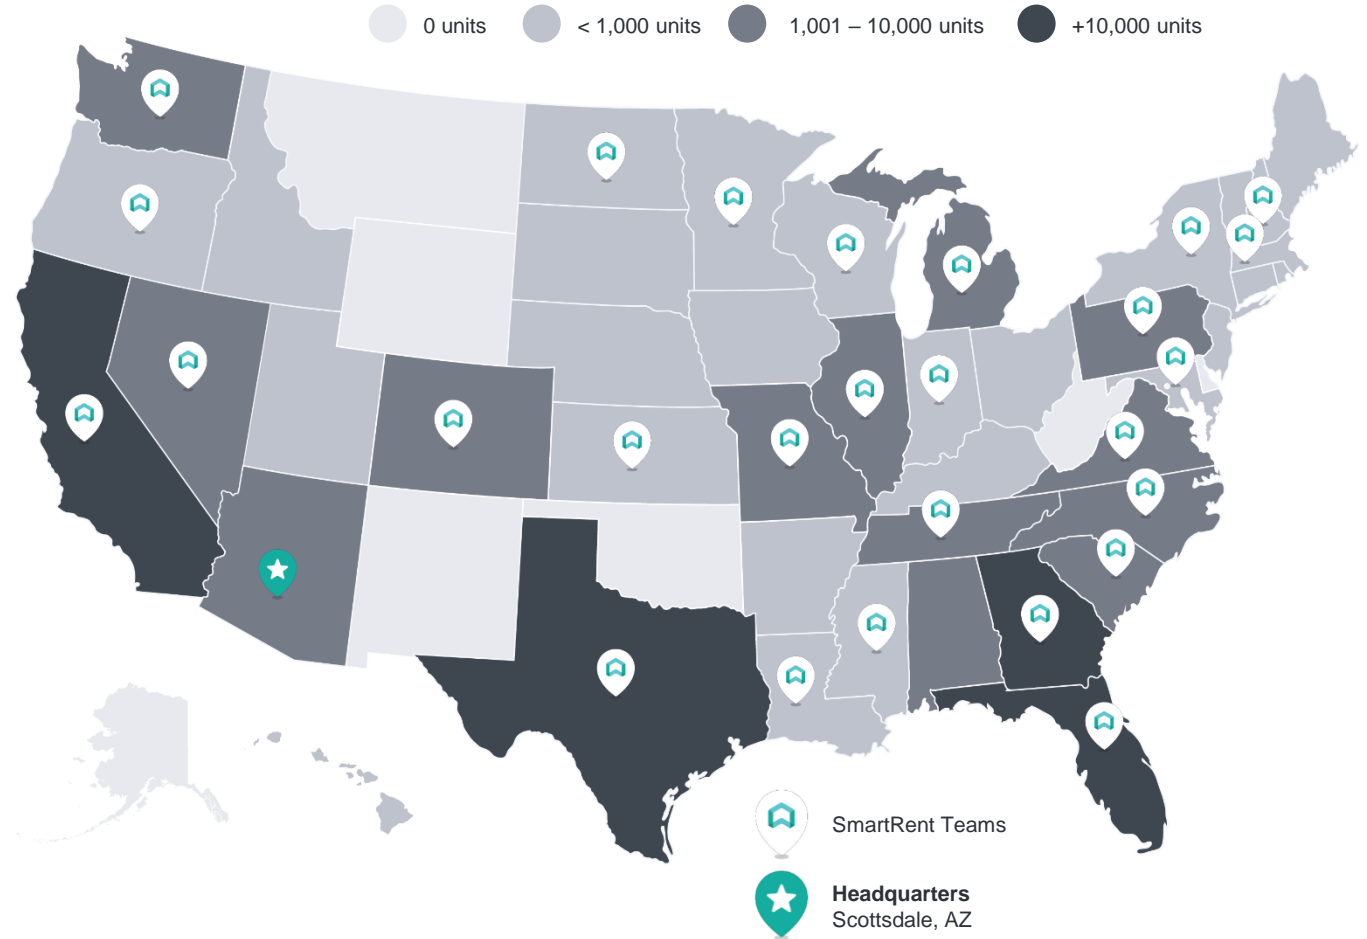 0 units
< 1,000 units
1,001 – 10,000 units
+10,000 units
SmartRent Teams
Headquarters
Scottsdale, AZ